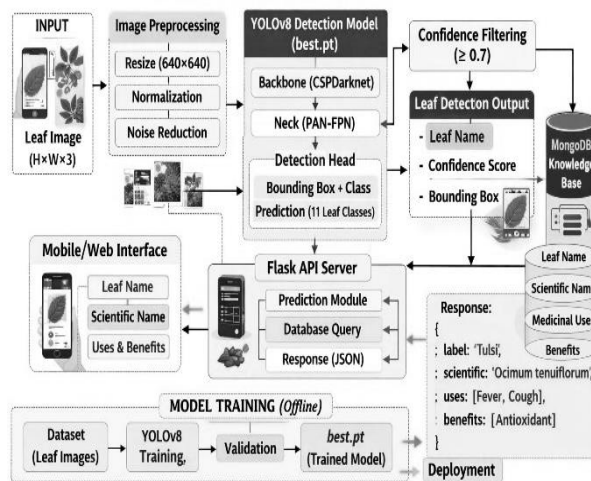 INPUT
Leaf Image
(H×W×3)
Image Preprocessing
Resize (640×640)
Normalization
Noise Reduction
YOLOv8 Detection Model
(best.pt)
Backbone (CSPDarknet)
Neck (PAN-FPN)
Detection Head
Bounding Box + Class
Prediction (11 Leaf Classes)
Confidence Filtering
(≥ 0.7)
Leaf Detection Output
- Leaf Name
- Confidence Score
- Bounding Box
MongoDB
Knowledge
Base
Leaf Name
Scientific Nam
Medicinal Use
Benefits
Mobile/Web Interface
Leaf Name
Scientific Name
Uses & Benefits
Flask API Server
Prediction Module
Database Query
Response (JSON)
Response:
{
; label: 'Tulsi',
; scientific: 'Ocimum tenuiflorum',
; uses: [Fever, Cough],
; benefits: [Antioxidant]
}
MODEL TRAINING (Offline)
Dataset
(Leaf Images)
YOLOv8
Training,
Validation
best.pt
(Trained Model)
Deployment